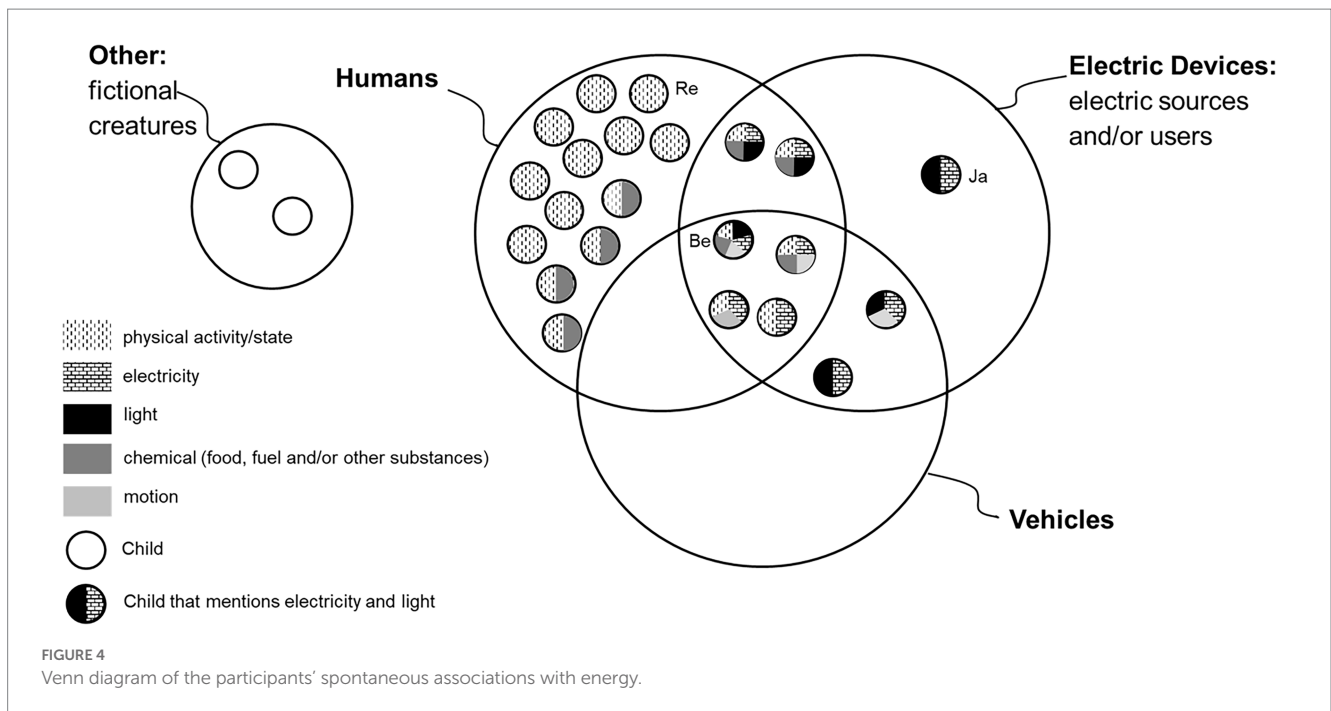 Other:
fictional
creatures
Humans
Re
Electric Devices:
electric sources
and/or users
Ja
Be
physical activity/state
electricity
light
chemical (food, fuel and/or other substances)
motion
Child
Child that mentions electricity and light
Vehicles
FIGURE 4
Venn diagram of the participants' spontaneous associations with energy.